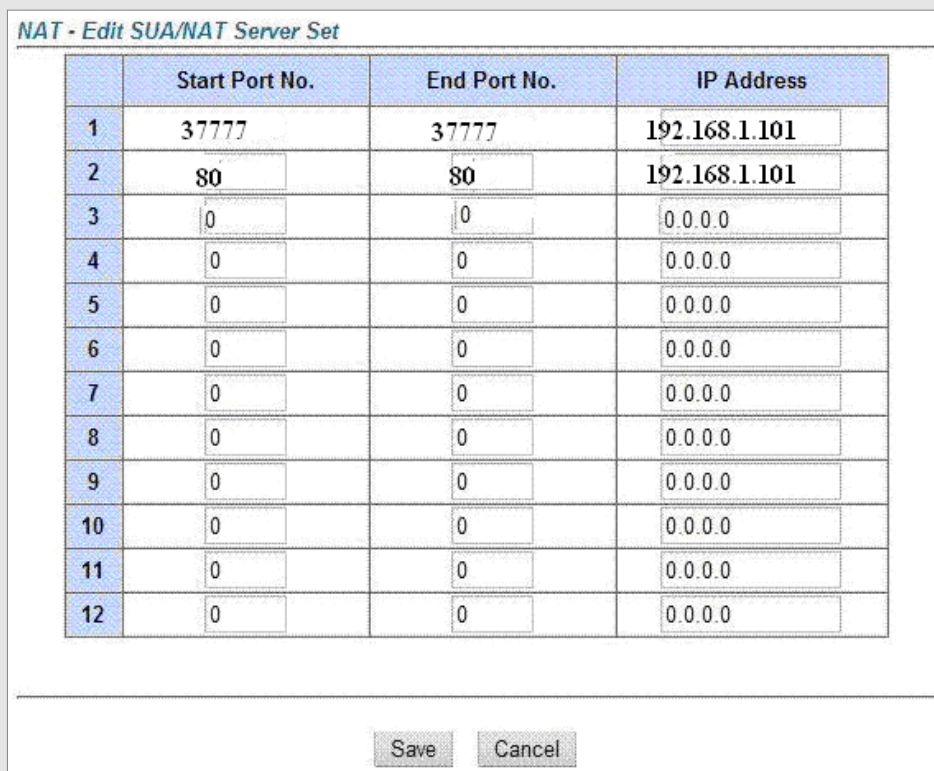 NAT - Edit SUA/NAT Server Set
Start Port No. End Port No. IP Address
1 37777 37777 192.168.1.101
2 80 80 192.168.1.101
3 0 0 0.0.0.0
4 0 0 0.0.0.0
5 0 0 0.0.0.0
6 0 0 0.0.0.0
7 0 0 0.0.0.0
8 0 0 0.0.0.0
9 0 0 0.0.0.0
10 0 0 0.0.0.0
11 0 0 0.0.0.0
12 0 0 0.0.0.0
Save Cancel